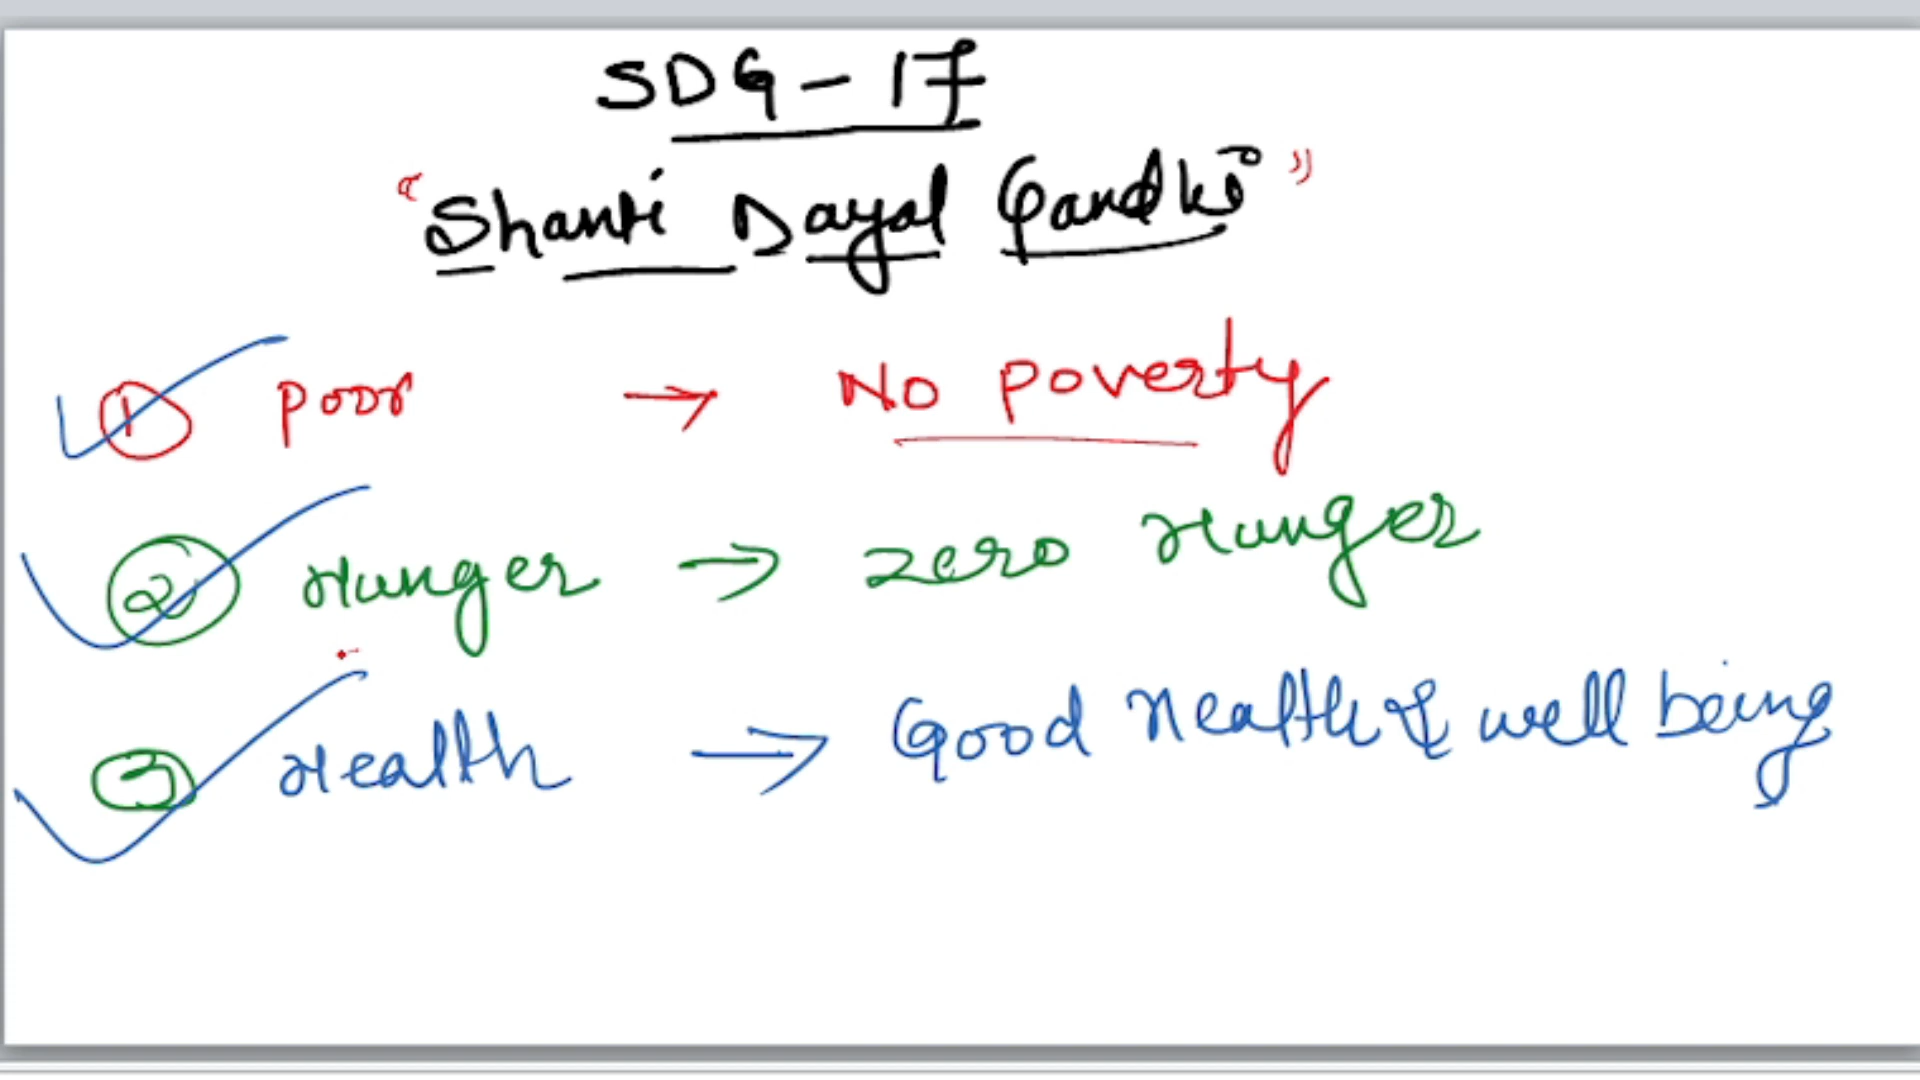 SDG - 17
"Shanti Dayal Gandhi"
1 Poor → No Poverty
2 Hunger → Zero Hunger
3 Health → Good Health & well being